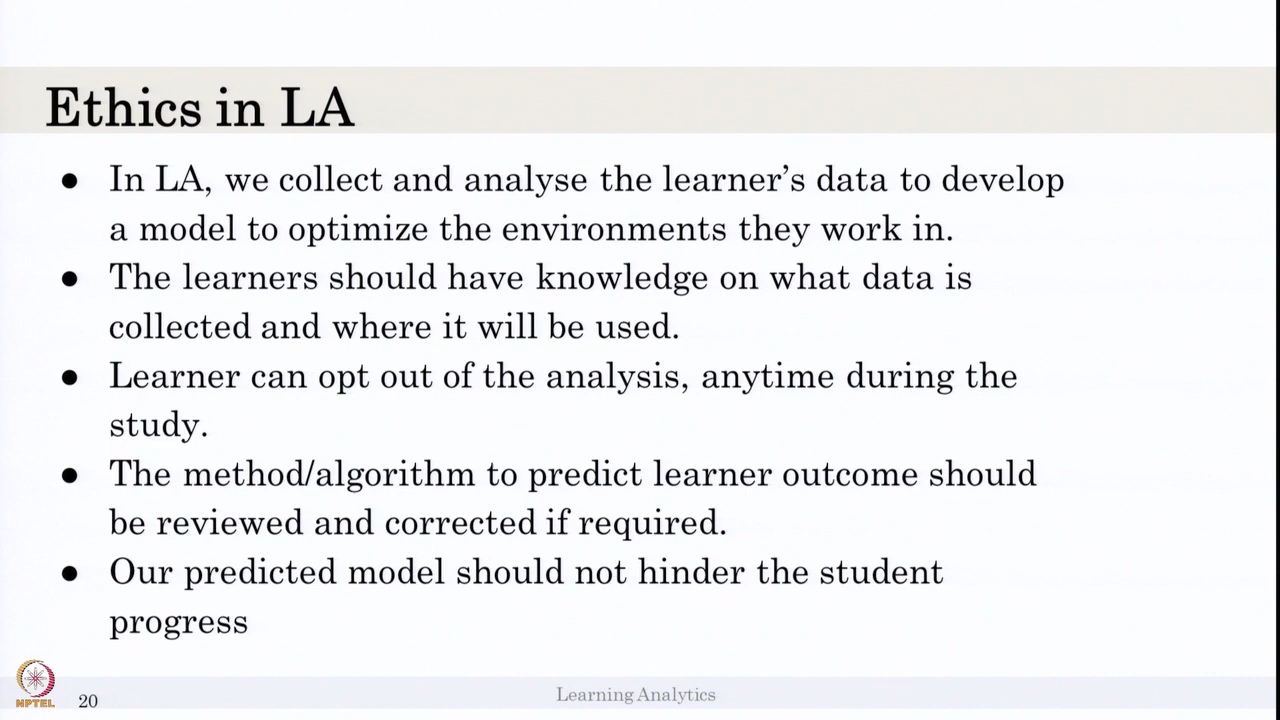 Ethics in LA
● In LA, we collect and analyse the learner’s data to develop
a model to optimize the environments they work in.
● The learners should have knowledge on what data is
collected and where it will be used.
● Learner can opt out of the analysis, anytime during the
study.
● The method/algorithm to predict learner outcome should
be reviewed and corrected if required.
● Our predicted model should not hinder the student
progress
NPTEL
20
Learning Analytics